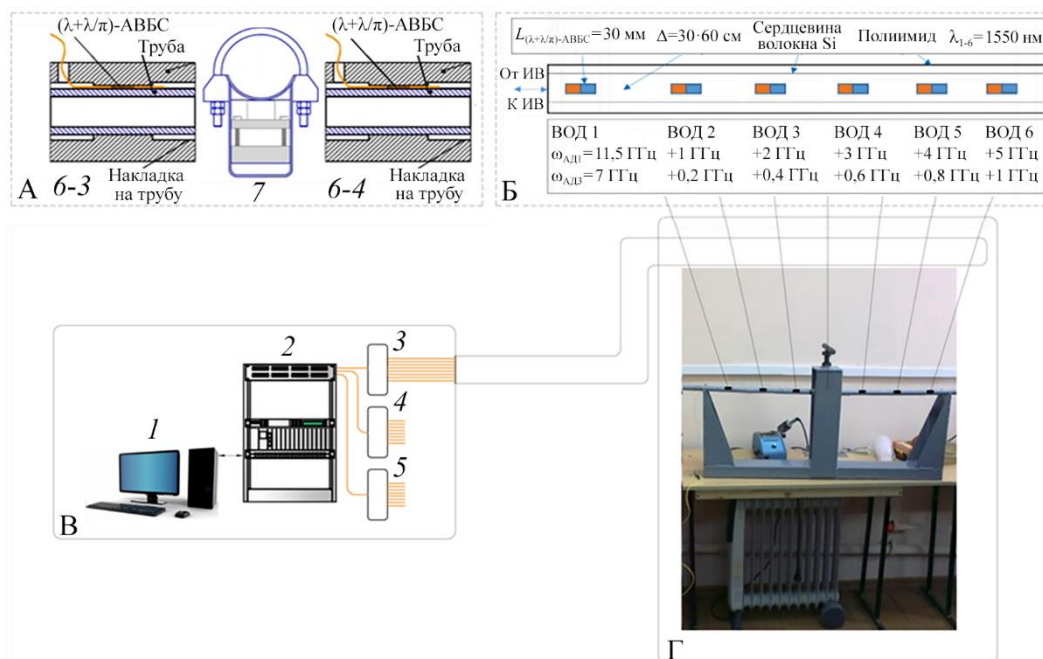 (λ+λ/π)-АВБС
Труба
(λ+λ/π)-АВБС
Труба
Накладка
на трубу
Накладка
на трубу
А
6-3
7
6-4
L(λ+λ/π)-АВБС=30 мм
Δ=30·60 см
Сердцевина
волокна Si
Полиимид
λ1-6=1550 нм
От ИВ
К ИВ
ВОД 1
ВОД 2
ВОД 3
ВОД 4
ВОД 5
ВОД 6
ωАД1=11,5 ГГц
+1 ГГц
+2 ГГц
+3 ГГц
+4 ГГц
+5 ГГц
ωАД3=7 ГГц
+0,2 ГГц
+0,4 ГГц
+0,6 ГГц
+0,8 ГГц
+1 ГГц
Б
1
2
3
4
5
В
Г